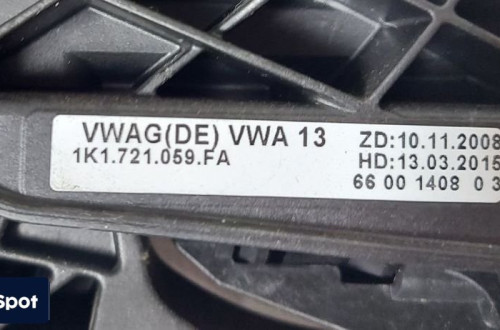 VWAG(DE) VWA 13
1K1.721.059.FA
ZD:10.11.2008
HD:13.03.2015
66 00 1408 0 3
Spot